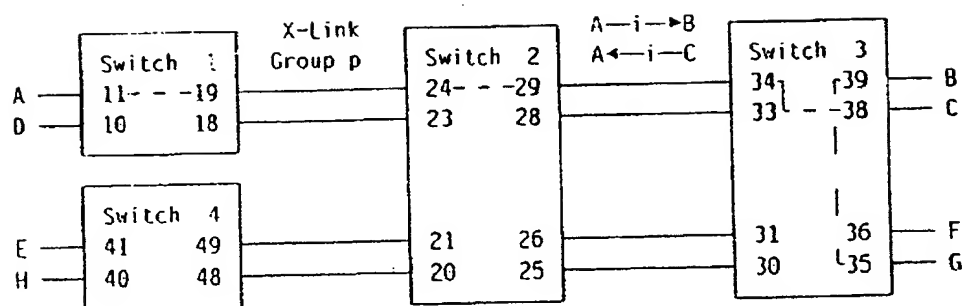 X-Link
Group p
A—i→B
A←i—C
Switch 1
11- - -19
10 18
A
D
Switch 2
24- - -29
23 28
21 26
20 25
Switch 3
34 39
33 - -38
31 36
30 35
B
C
F
G
Switch 4
41 49
40 48
E
H